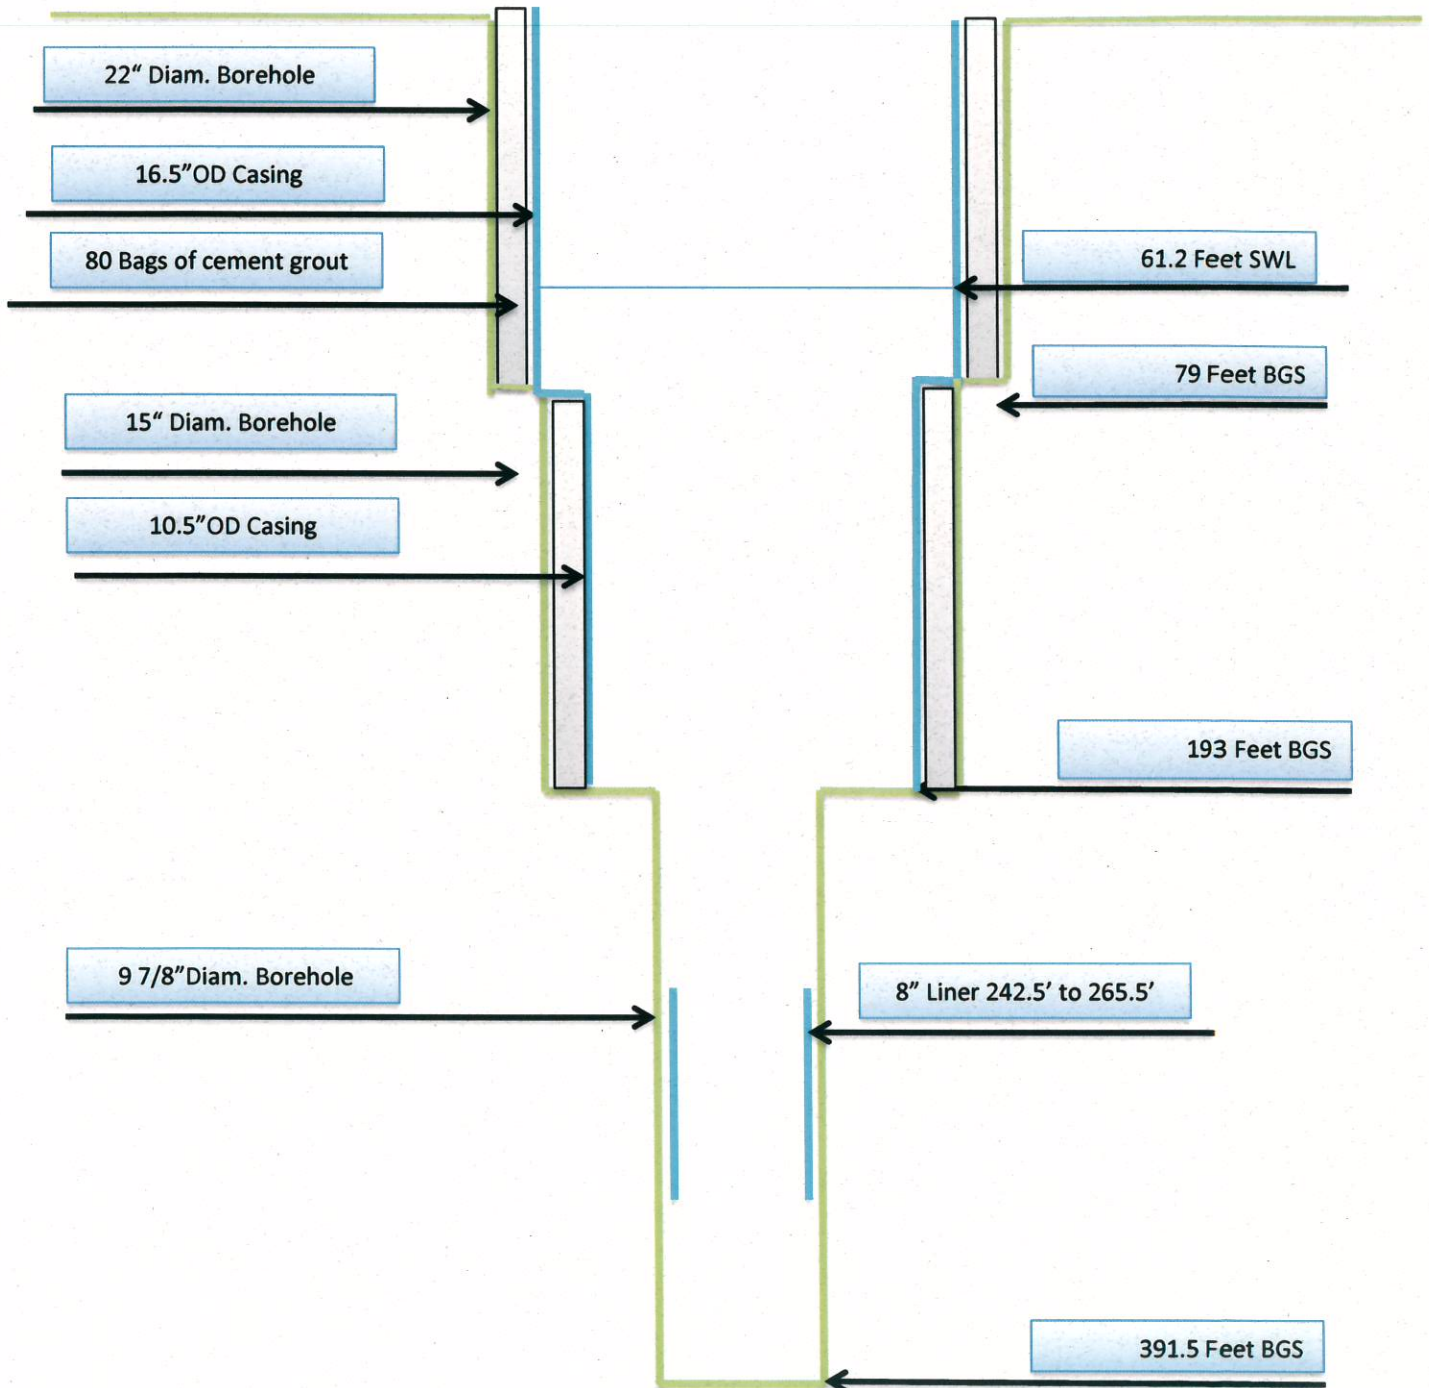 22“ Diam. Borehole
16.5”OD Casing
80 Bags of cement grout
61.2 Feet SWL
79 Feet BGS
15“ Diam. Borehole
10.5”OD Casing
193 Feet BGS
9 7/8”Diam. Borehole
8” Liner 242.5’ to 265.5’
391.5 Feet BGS